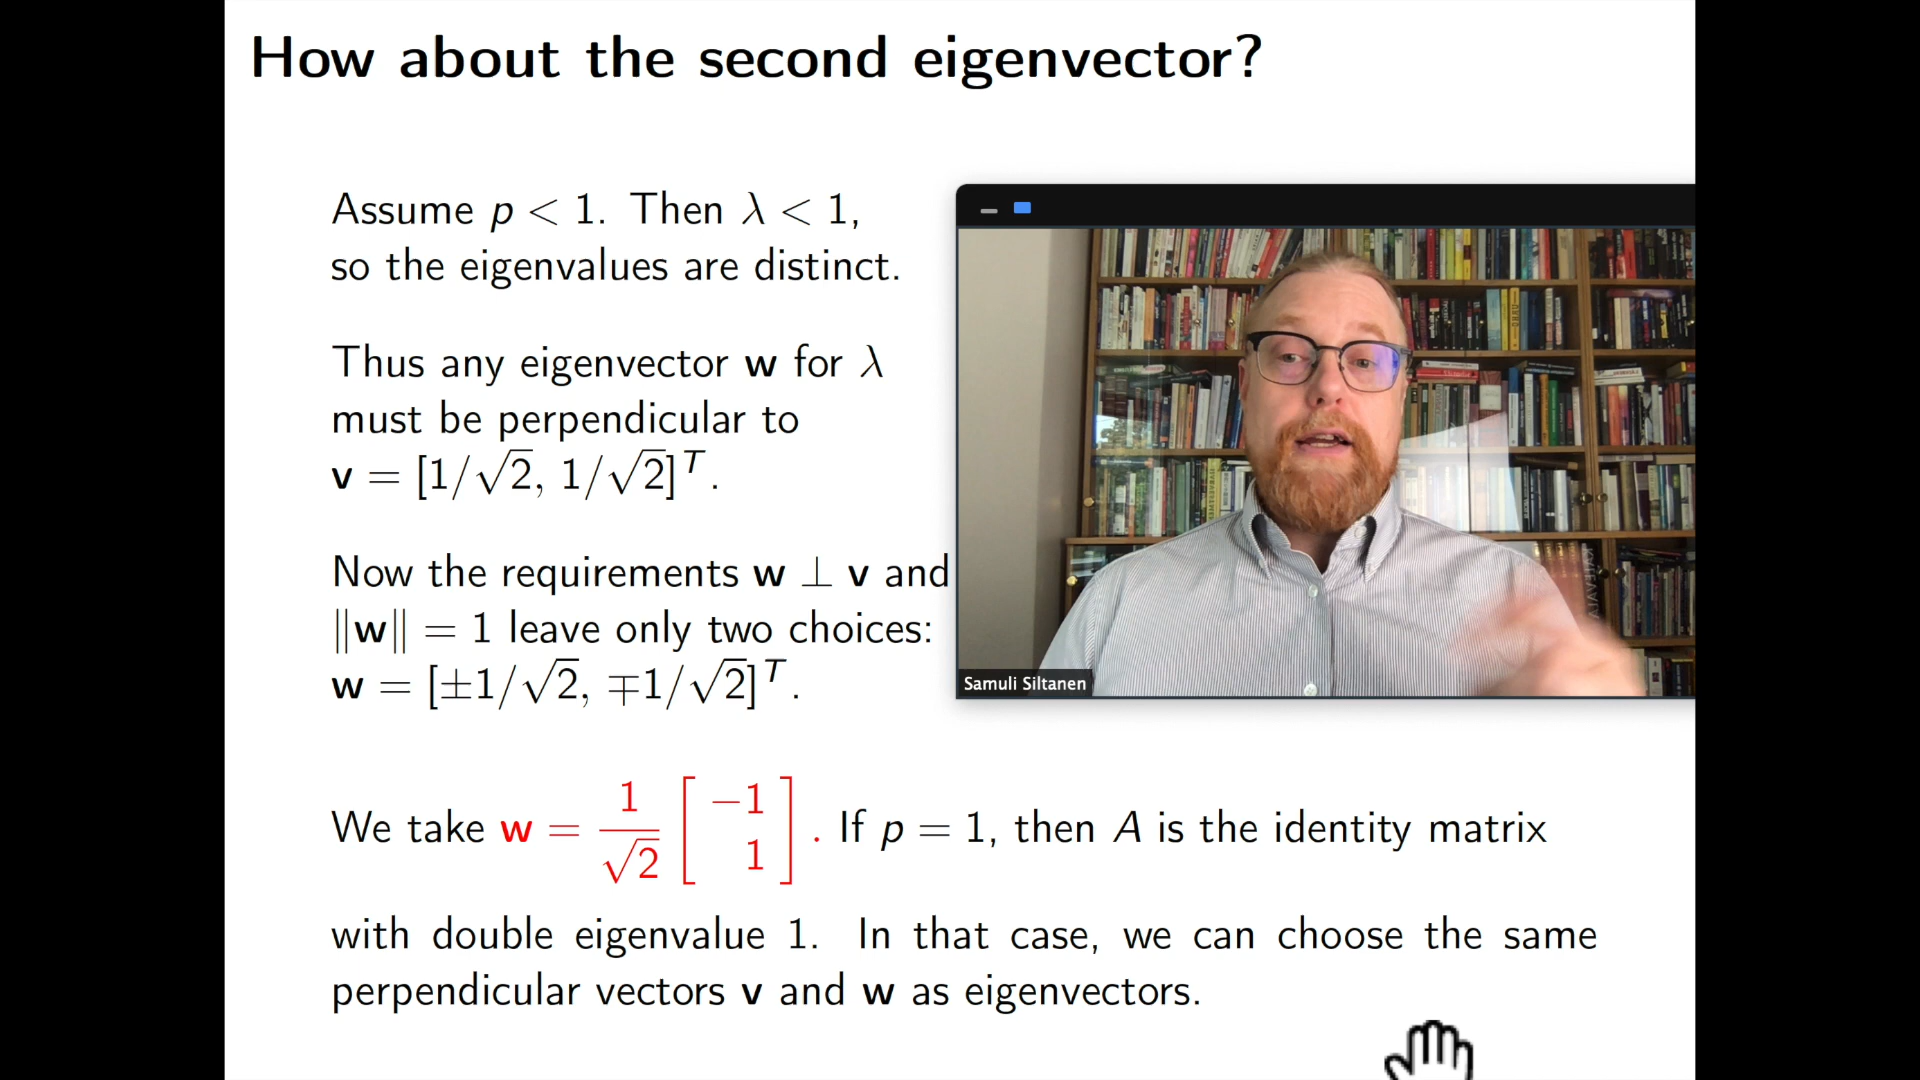 How about the second eigenvector?
Assume p < 1. Then λ < 1,
so the eigenvalues are distinct.
Thus any eigenvector w for λ
must be perpendicular to
v = [1/√2, 1/√2]ᵀ.
Now the requirements w ⊥ v and
‖w‖ = 1 leave only two choices:
w = [±1/√2, ∓1/√2]ᵀ.
Samuli Siltanen
We take w = 1/√2 [−1 1]. If p = 1, then A is the identity matrix
with double eigenvalue 1. In that case, we can choose the same
perpendicular vectors v and w as eigenvectors.